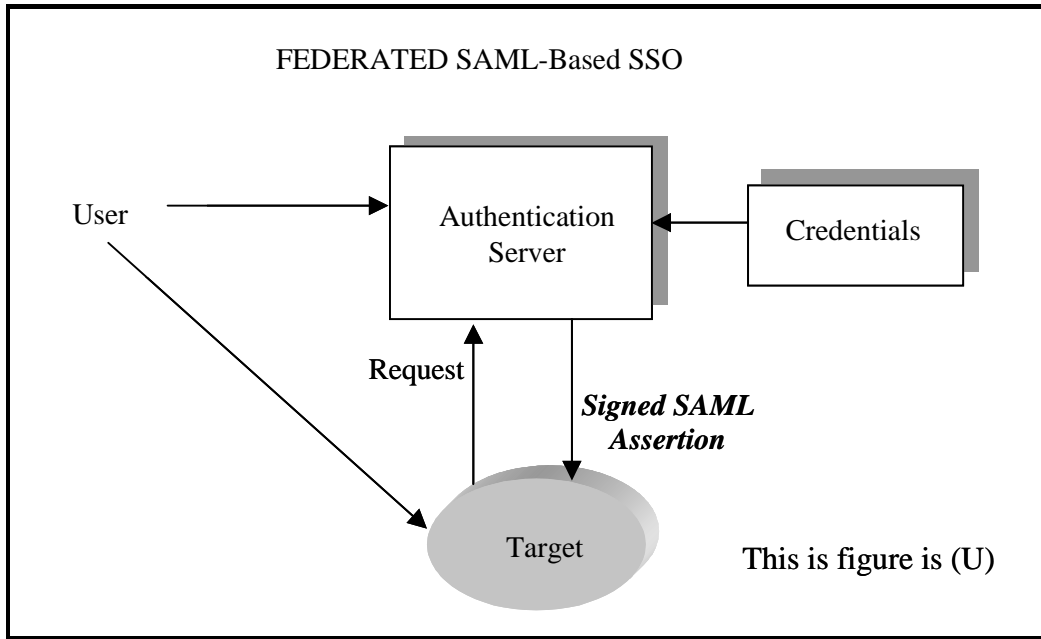 FEDERATED SAML-Based SSO
User
Authentication
Server
Credentials
Request
Signed SAML
Assertion
Target
This is figure is (U)